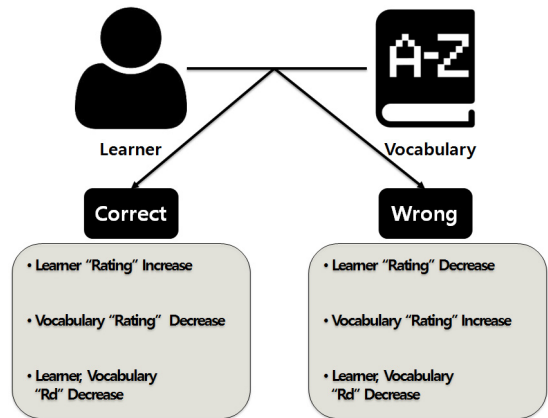 A-Z
Learner
Vocabulary
Correct
Wrong
• Learner “Rating” Increase
• Vocabulary “Rating” Decrease
• Learner, Vocabulary
“Rd” Decrease
• Learner “Rating” Decrease
• Vocabulary “Rating” Increase
• Learner, Vocabulary
“Rd” Decrease